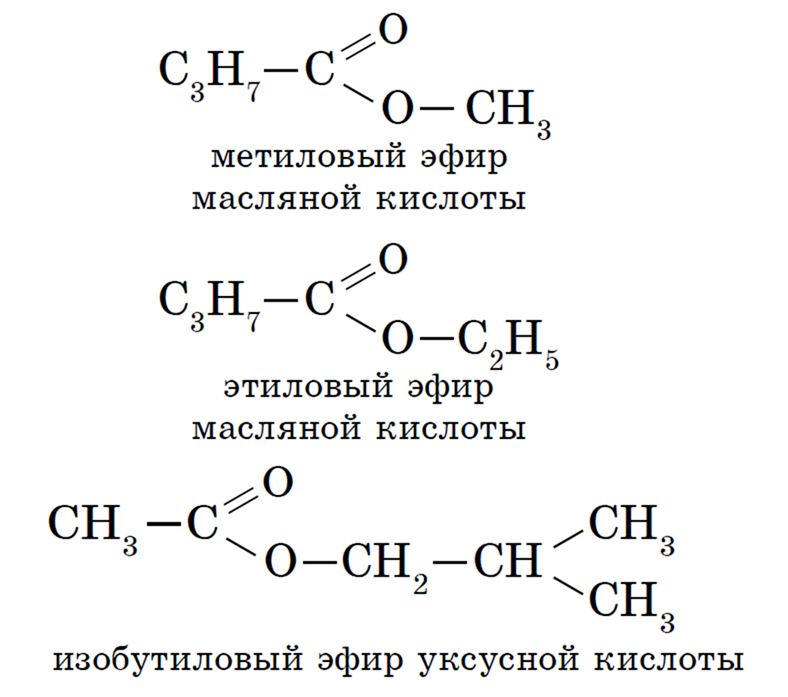 O
C₃H₇—C
O—CH₃
метиловый эфир
масляной кислоты
O
C₃H₇—C
O—C₂H₅
этиловый эфир
масляной кислоты
O
CH₃—C
CH₃
O—CH₂—CH
CH₃
изобутиловый эфир уксусной кислоты